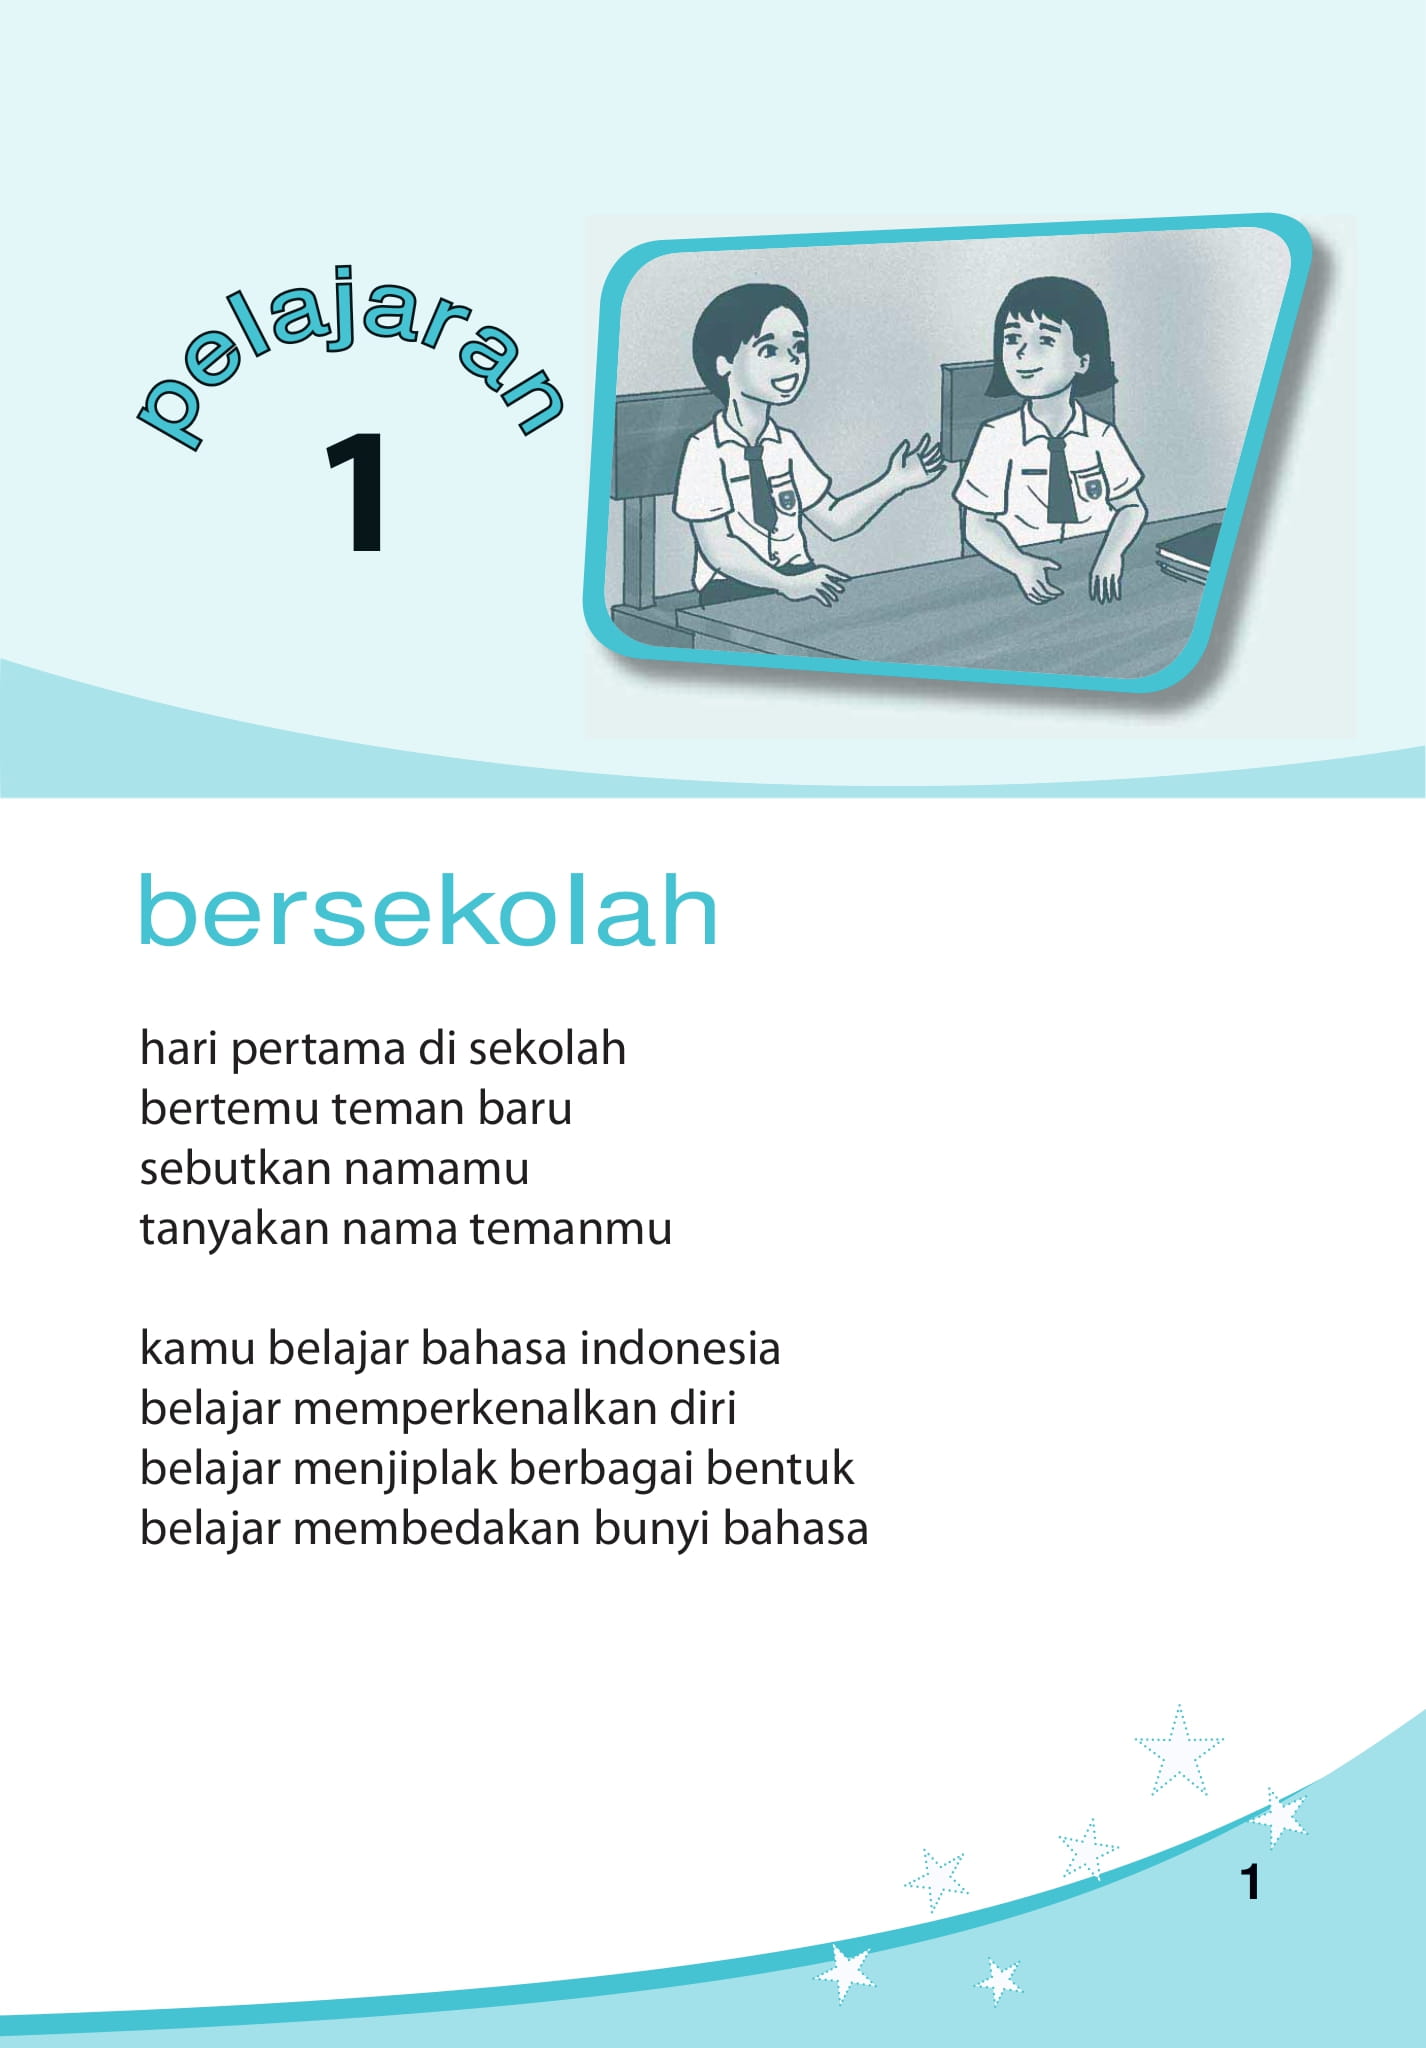 pelajaran
1
bersekolah
hari pertama di sekolah
bertemu teman baru
sebutkan namamu
tanyakan nama temanmu
kamu belajar bahasa indonesia
belajar memperkenalkan diri
belajar menjiplak berbagai bentuk
belajar membedakan bunyi bahasa
1